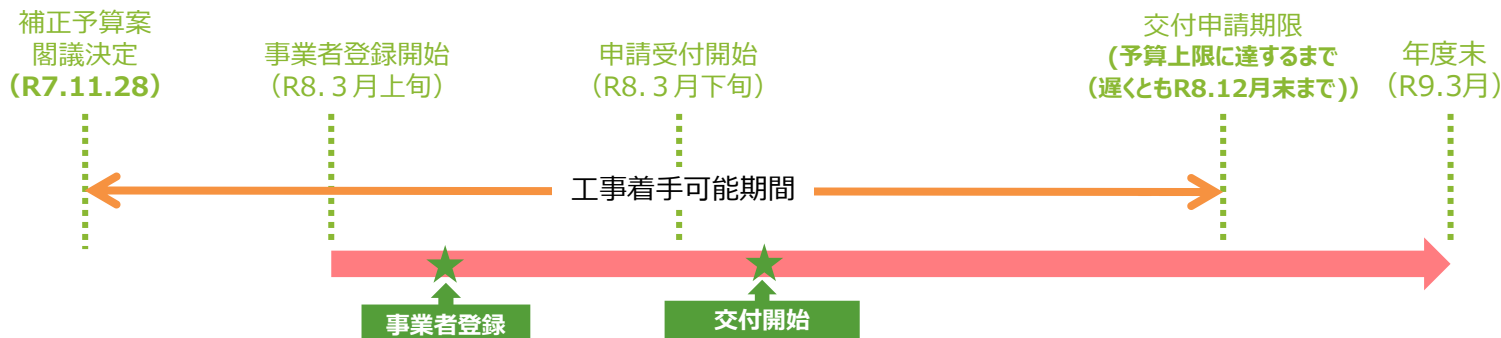 補正予算案
閣議決定
（R7.11.28）
事業者登録開始
（R8.３月上旬）
申請受付開始
（R8.３月下旬）
交付申請期限
(予算上限に達するまで
（遅くともR8.12月末まで)）
年度末
（R9.3月）
工事着手可能期間
事業者登録
交付開始